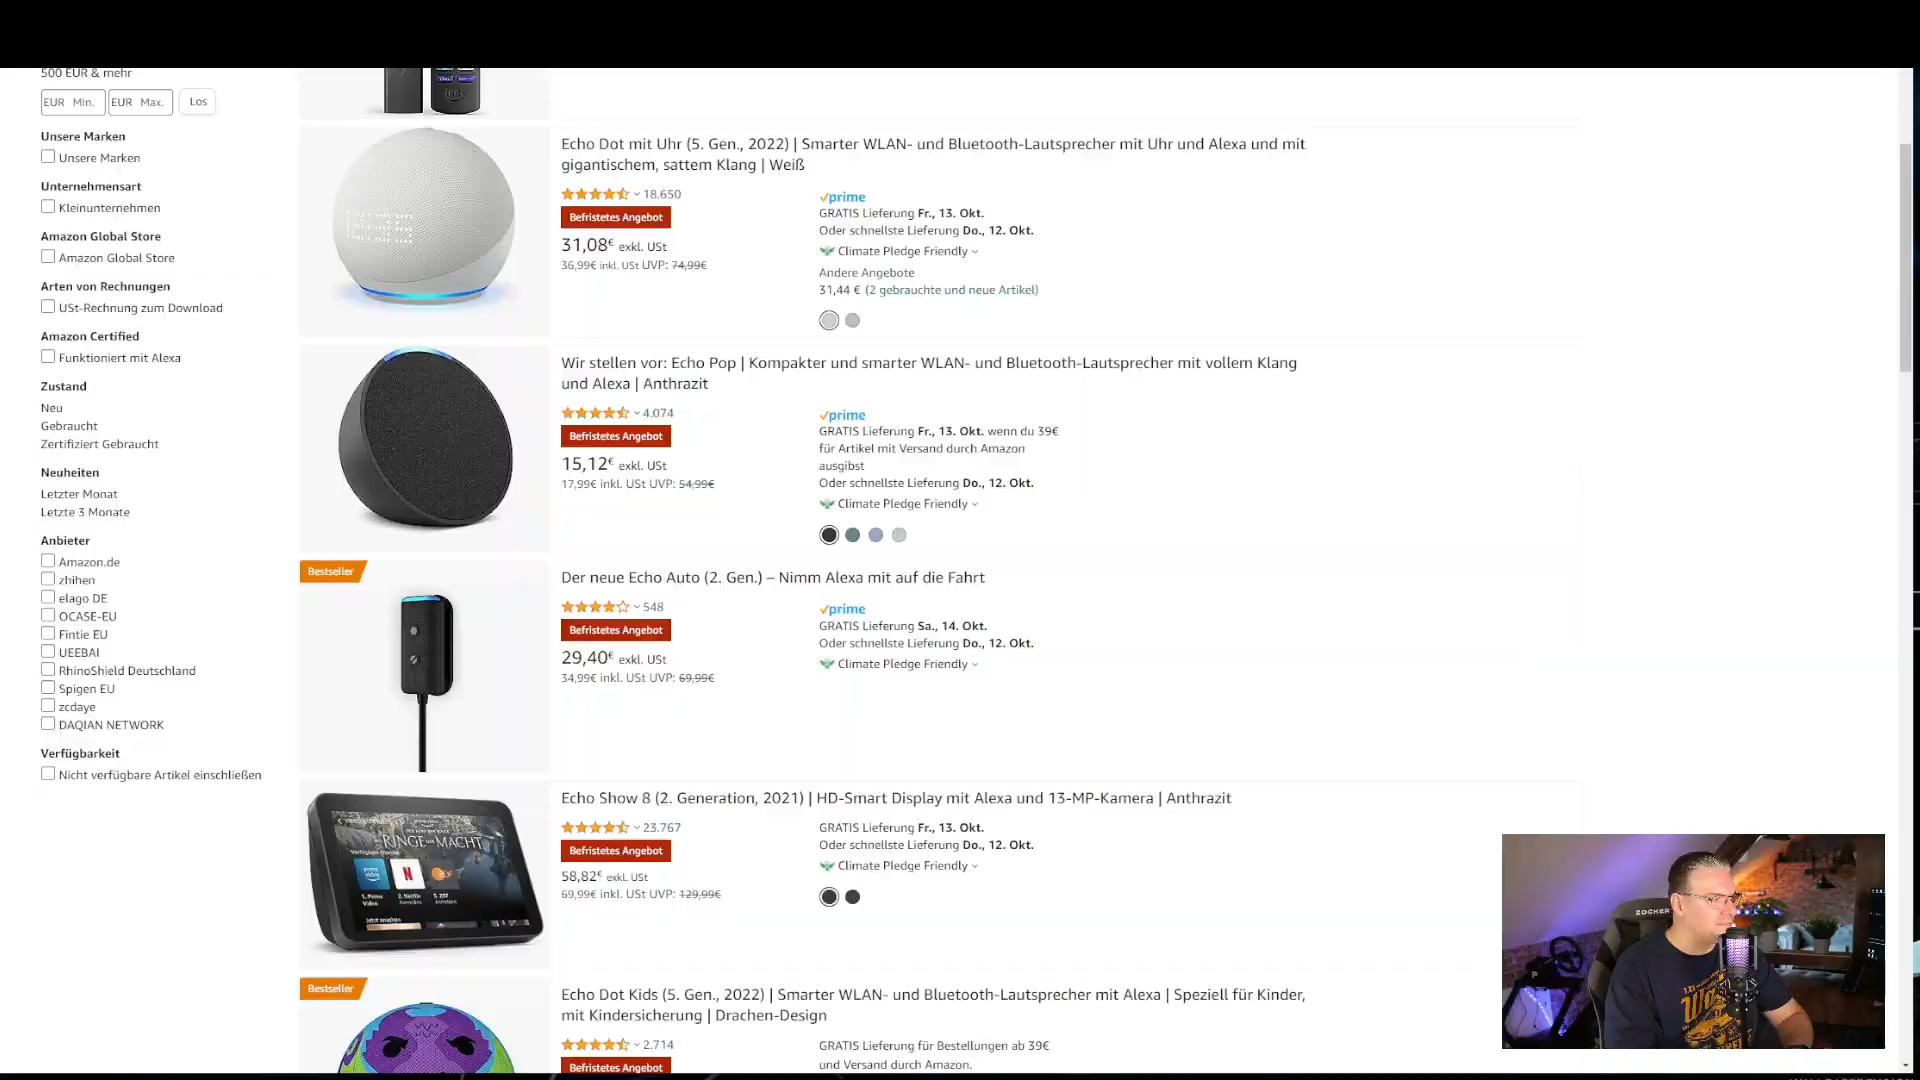 500 EUR & mehr
EUR Min. EUR Max. Los
Unsere Marken
Unsere Marken
Unternehmensart
Kleinunternehmen
Amazon Global Store
Amazon Global Store
Arten von Rechnungen
USt-Rechnung zum Download
Amazon Certified
Funktioniert mit Alexa
Zustand
Neu
Gebraucht
Zertifiziert Gebraucht
Neuheiten
Letzter Monat
Letzte 3 Monate
Anbieter
Amazon.de
zhihen
elago DE
OCASE-EU
Fintie EU
UEEBAI
RhinoShield Deutschland
Spigen EU
zcdaye
DAQIAN NETWORK
Verfügbarkeit
Nicht verfügbare Artikel einschließen
Echo Dot mit Uhr (5. Gen., 2022) | Smarter WLAN- und Bluetooth-Lautsprecher mit Uhr und Alexa und mit
gigantischem, sattem Klang | Weiß
18.650
Befristetes Angebot
31,08€ exkl. USt
36,99€ inkl. USt UVP: 74,99€
prime
GRATIS Lieferung Fr., 13. Okt.
Oder schnellste Lieferung Do., 12. Okt.
Climate Pledge Friendly
Andere Angebote
31,44 € (2 gebrauchte und neue Artikel)
Wir stellen vor: Echo Pop | Kompakter und smarter WLAN- und Bluetooth-Lautsprecher mit vollem Klang
und Alexa | Anthrazit
4.074
Befristetes Angebot
15,12€ exkl. USt
17,99€ inkl. USt UVP: 54,99€
prime
GRATIS Lieferung Fr., 13. Okt. wenn du 39€
für Artikel mit Versand durch Amazon
ausgibst
Oder schnellste Lieferung Do., 12. Okt.
Climate Pledge Friendly
Bestseller
Der neue Echo Auto (2. Gen.) – Nimm Alexa mit auf die Fahrt
548
Befristetes Angebot
29,40€ exkl. USt
34,99€ inkl. USt UVP: 69,99€
prime
GRATIS Lieferung Sa., 14. Okt.
Oder schnellste Lieferung Do., 12. Okt.
Climate Pledge Friendly
RINGE DER MACHT
prime video
N
ZDF
Echo Show 8 (2. Generation, 2021) | HD-Smart Display mit Alexa und 13-MP-Kamera | Anthrazit
23.767
Befristetes Angebot
58,82€ exkl. USt
69,99€ inkl. USt UVP: 129,99€
GRATIS Lieferung Fr., 13. Okt.
Oder schnellste Lieferung Do., 12. Okt.
Climate Pledge Friendly
Bestseller
Echo Dot Kids (5. Gen., 2022) | Smarter WLAN- und Bluetooth-Lautsprecher mit Alexa | Speziell für Kinder,
mit Kindersicherung | Drachen-Design
2.714
Befristetes Angebot
GRATIS Lieferung für Bestellungen ab 39€
und Versand durch Amazon.
ZOCKER